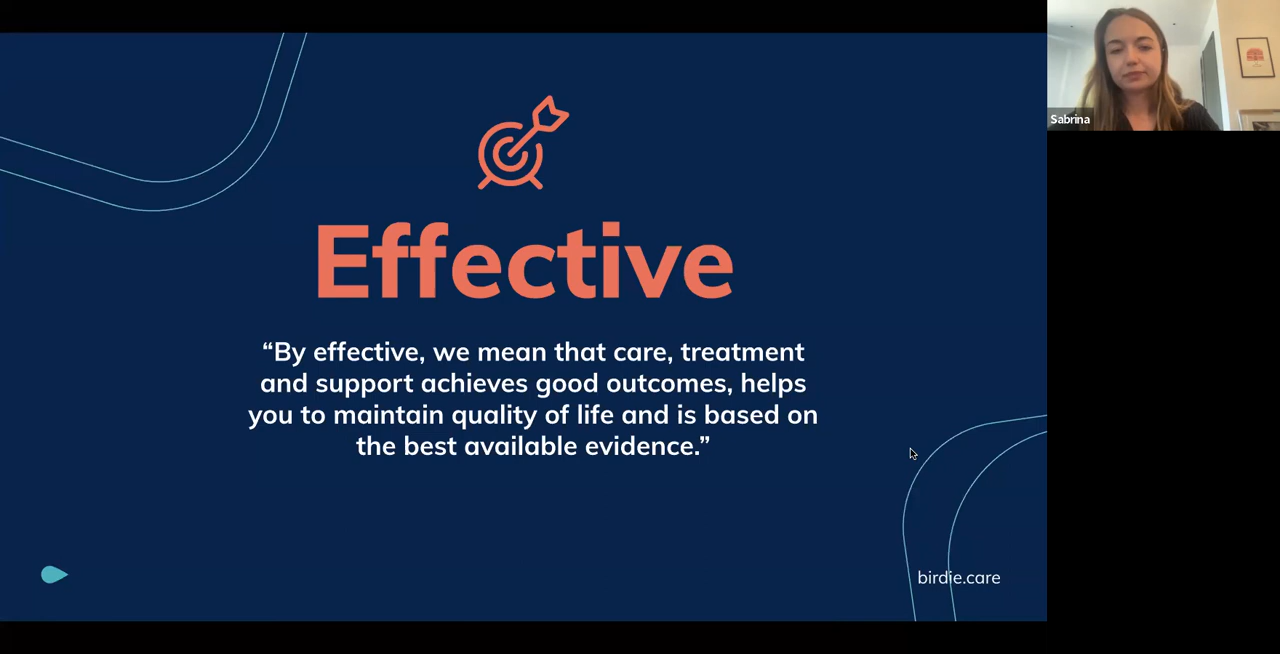 Effective
“By effective, we mean that care, treatment
and support achieves good outcomes, helps
you to maintain quality of life and is based on
the best available evidence.”
birdie.care
Sabrina